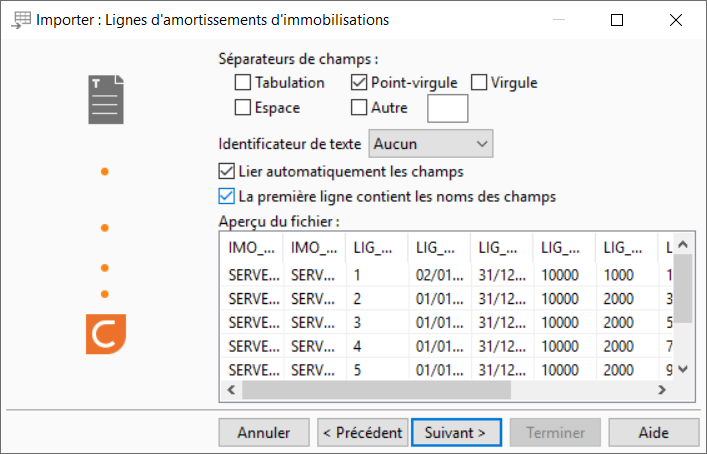 Importer : Lignes d'amortissements d'immobilisations
Séparateurs de champs :
Tabulation Point-virgule Virgule
Espace Autre
Identificateur de texte Aucun
Lier automatiquement les champs
La première ligne contient les noms des champs
Aperçu du fichier :
IMO_... IMO_... LIG_... LIG_... LIG_... LIG_... LIG_... L
SERVE... SERV... 1 02/01... 31/12... 10000 1000 1
SERVE... SERV... 2 01/01... 31/12... 10000 2000 3
SERVE... SERV... 3 01/01... 31/12... 10000 2000 5
SERVE... SERV... 4 01/01... 31/12... 10000 2000 7
SERVE... SERV... 5 01/01... 31/12... 10000 2000 9
Annuler < Précédent Suivant > Terminer Aide